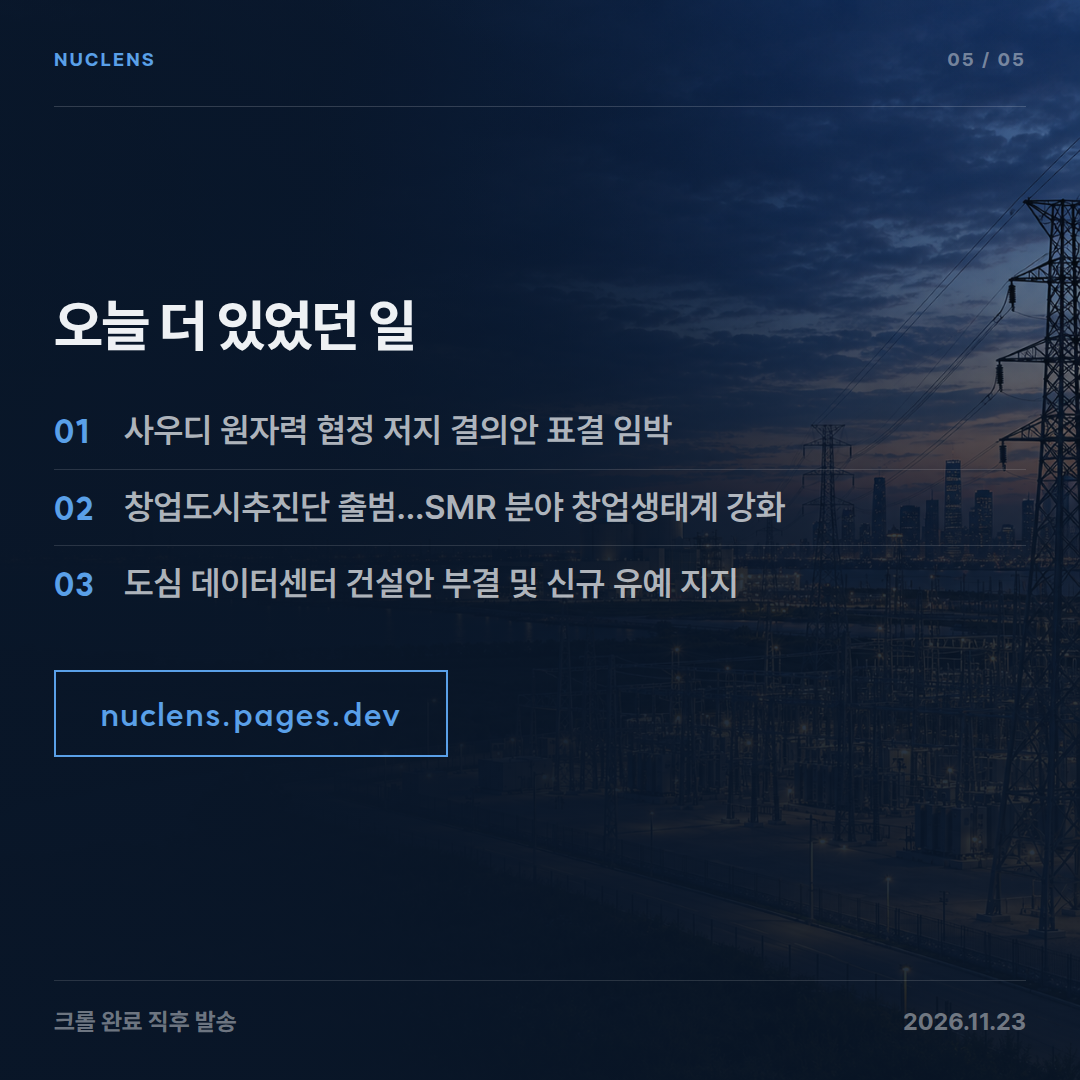 NUCLENS
05 / 05
오늘 더 있었던 일
01 사우디 원자력 협정 저지 결의안 표결 임박
02 창업도시추진단 출범…SMR 분야 창업생태계 강화
03 도심 데이터센터 건설안 부결 및 신규 유예 지지
nuclens.pages.dev
크롤 완료 직후 발송
2026.11.23